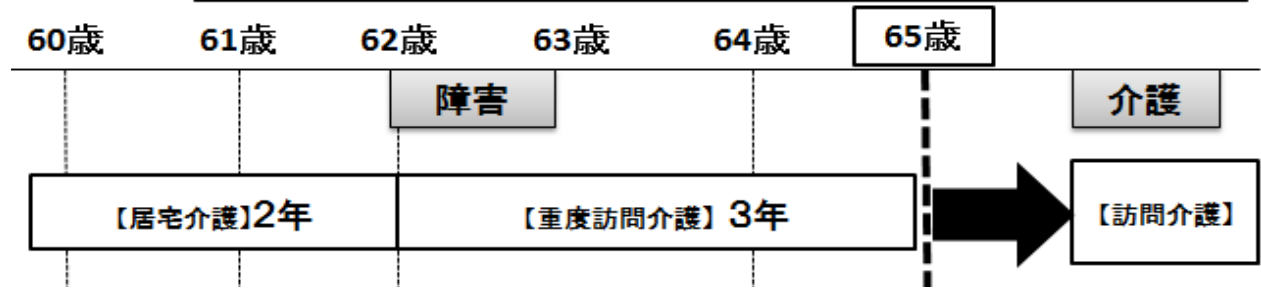 60歳 61歳 62歳 63歳 64歳 65歳
障害 介護
【居宅介護】2年 【重度訪問介護】3年 【訪問介護】